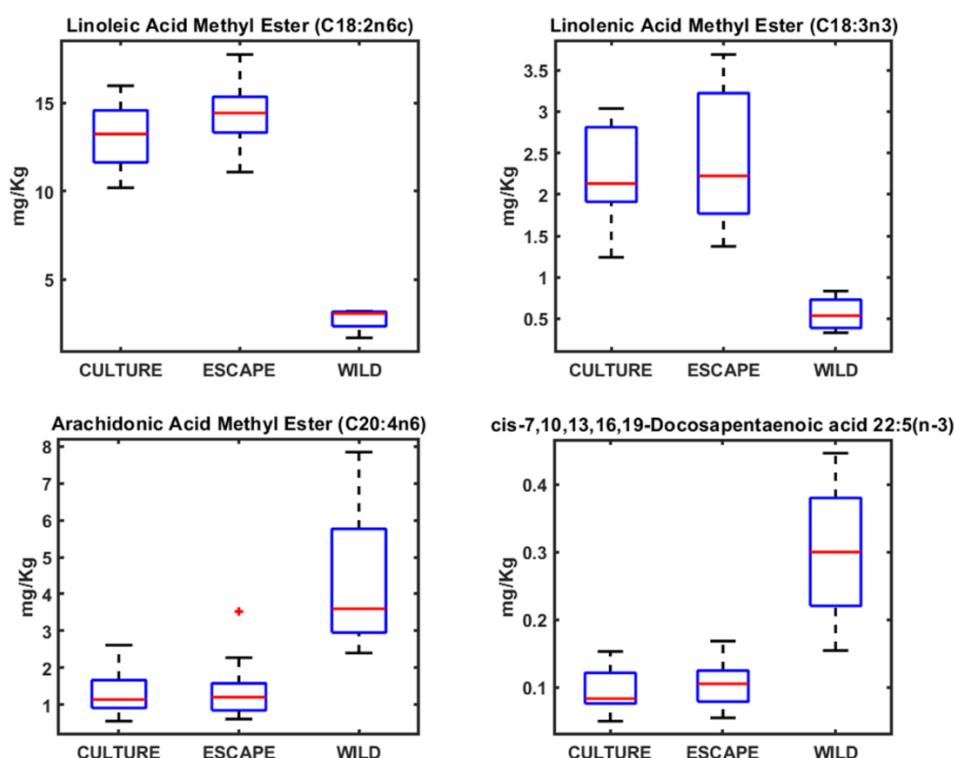 Linoleic Acid Methyl Ester (C18:2n6c)
mg/Kg
15
10
5
CULTURE ESCAPE WILD
Linolenic Acid Methyl Ester (C18:3n3)
mg/Kg
3.5
3
2.5
2
1.5
1
0.5
CULTURE ESCAPE WILD
Arachidonic Acid Methyl Ester (C20:4n6)
mg/Kg
8
7
6
5
4
3
2
1
CULTURE ESCAPE WILD
cis-7,10,13,16,19-Docosapentaenoic acid 22:5(n-3)
mg/Kg
0.4
0.3
0.2
0.1
CULTURE ESCAPE WILD